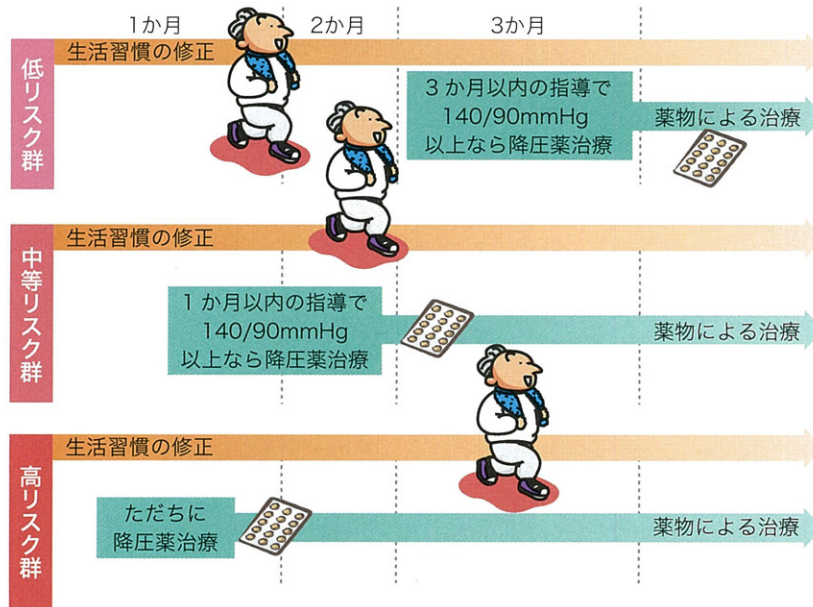 1か月
2か月
3か月
低リスク群
生活習慣の修正
3か月以内の指導で
140/90mmHg
以上なら降圧薬治療
薬物による治療
中等リスク群
生活習慣の修正
1か月以内の指導で
140/90mmHg
以上なら降圧薬治療
薬物による治療
高リスク群
生活習慣の修正
ただちに
降圧薬治療
薬物による治療